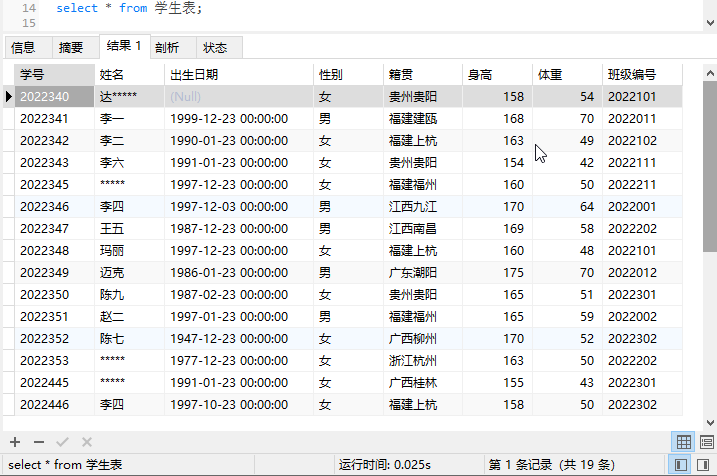 14 select * from 学生表;
15
信息 摘要 结果 1 剖析 状态
学号 姓名 出生日期 性别 籍贯 身高 体重 班级编号
2022340 达***** (Null) 女 贵州贵阳 158 54 2022101
2022341 李一 1999-12-23 00:00:00 男 福建建瓯 168 70 2022011
2022342 李二 1990-01-23 00:00:00 女 福建上杭 163 49 2022102
2022343 李六 1991-01-23 00:00:00 女 贵州贵阳 154 42 2022111
2022345 ***** 1997-12-23 00:00:00 女 福建福州 160 50 2022211
2022346 李四 1997-12-03 00:00:00 男 江西九江 170 64 2022001
2022347 王五 1987-12-23 00:00:00 男 江西南昌 169 58 2022202
2022348 玛丽 1997-12-23 00:00:00 女 福建上杭 160 48 2022101
2022349 迈克 1986-01-23 00:00:00 男 广东潮阳 175 70 2022012
2022350 陈九 1987-02-23 00:00:00 女 贵州贵阳 165 51 2022301
2022351 赵二 1997-01-23 00:00:00 男 福建福州 165 59 2022002
2022352 陈七 1947-12-23 00:00:00 女 广西柳州 170 52 2022302
2022353 ***** 1977-12-23 00:00:00 女 浙江杭州 163 50 2022202
2022445 ***** 1991-01-23 00:00:00 女 广西桂林 155 43 2022301
2022446 李四 1997-10-23 00:00:00 女 福建上杭 158 50 2022302
select * from 学生表 运行时间: 0.025s 第 1 条记录 (共 19 条)